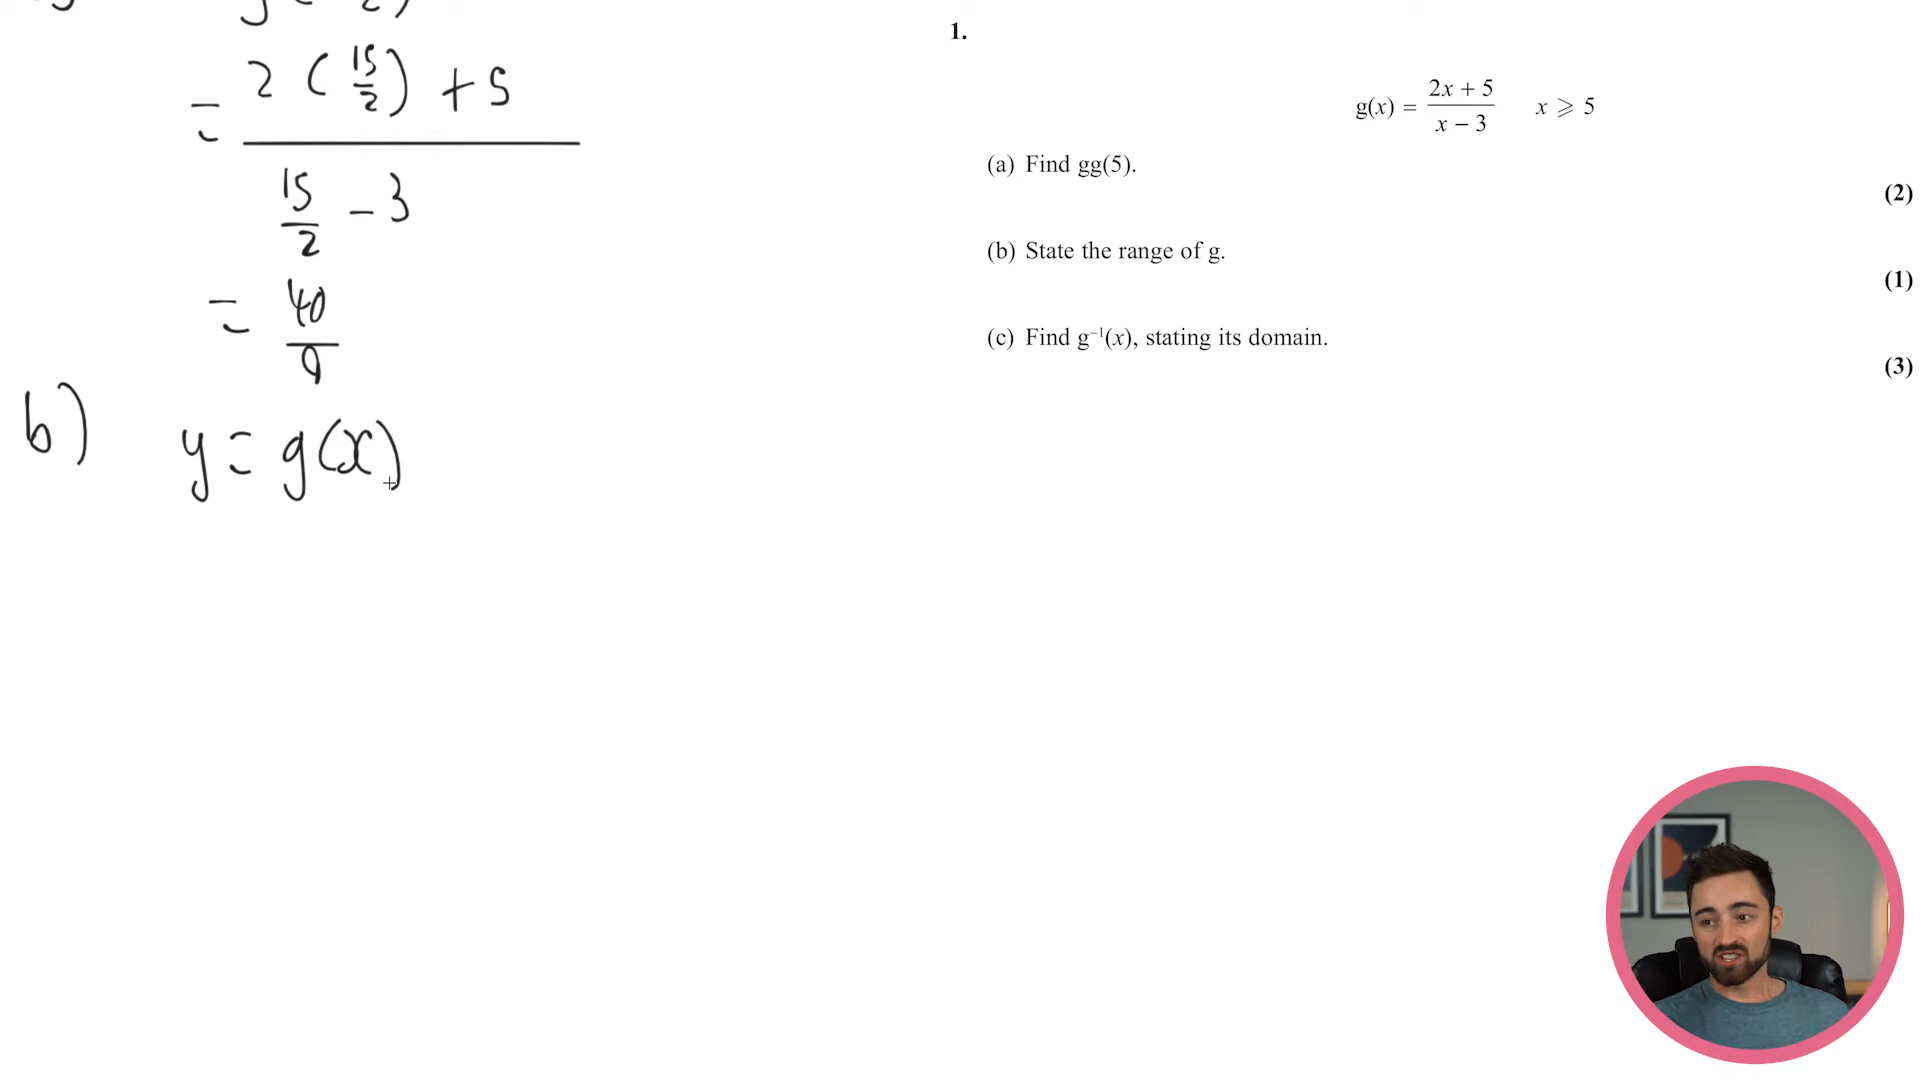 = 2 ( 15/2 ) + 5
15/2 - 3
= 40/9
b) y = g(x)
1.
g(x) = 2x + 5 / x − 3 x ⩾ 5
(a) Find gg(5).
(2)
(b) State the range of g.
(1)
(c) Find g⁻¹(x), stating its domain.
(3)